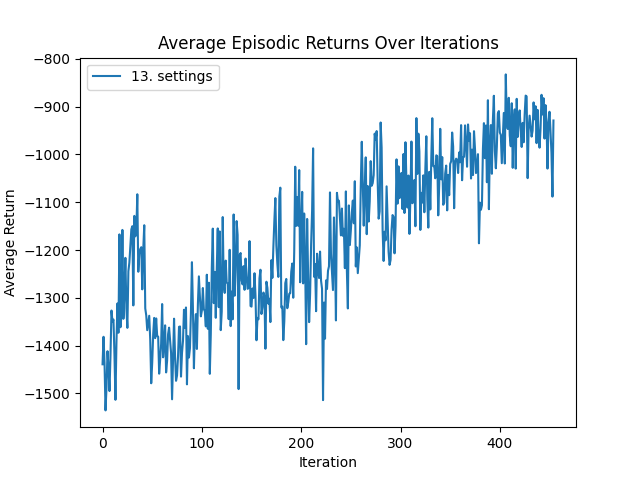 Average Episodic Returns Over Iterations
13. settings
−800
−900
−1000
−1100
−1200
−1300
−1400
−1500
Average Return
0 100 200 300 400
Iteration